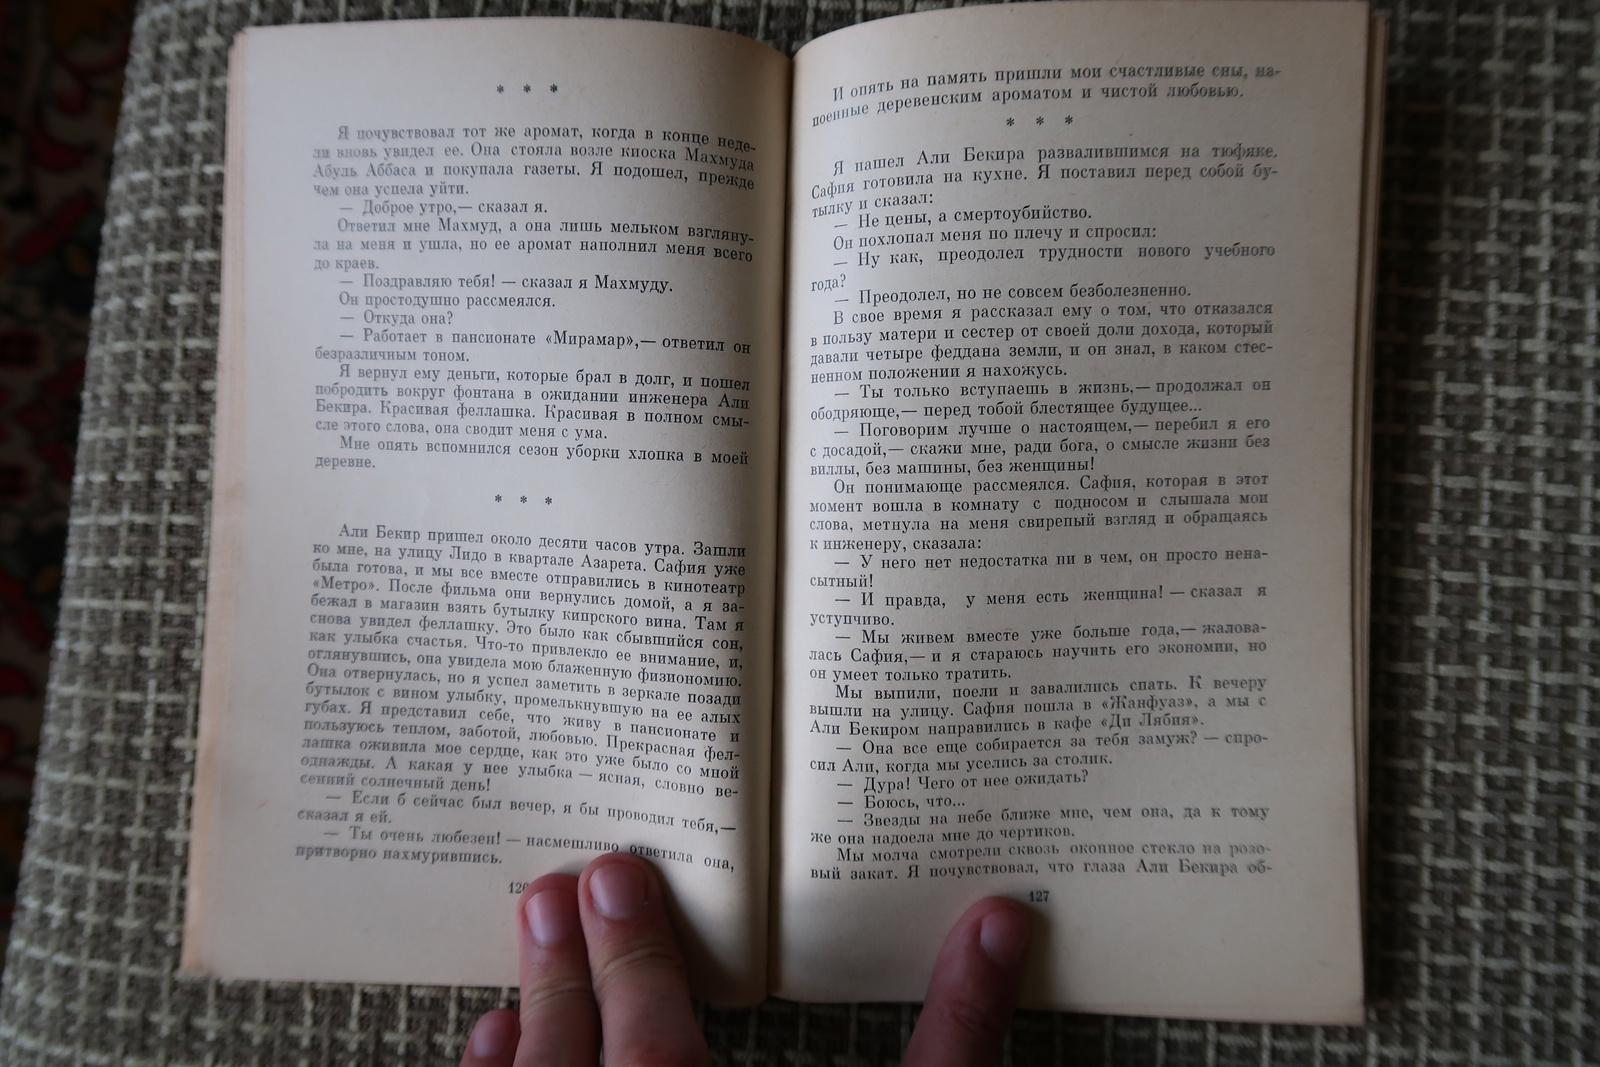 * * *
Я почувствовал тот же аромат, когда в конце неде-
ли вновь увидел ее. Она стояла возле киоска Махмуда
Абуль Аббаса и покупала газеты. Я подошел, прежде
чем она успела уйти.
— Доброе утро,— сказал я.
Ответил мне Махмуд, а она лишь мельком взгляну-
ла на меня и ушла, но ее аромат наполнил меня всего
до краев.
— Поздравляю тебя! — сказал я Махмуду.
Он простодушно рассмеялся.
— Откуда она?
— Работает в пансионате «Мирамар»,— ответил он
безразличным тоном.
Я вернул ему деньги, которые брал в долг, и пошел
побродить вокруг фонтана в ожидании инженера Али
Бекира. Красивая феллашка. Красивая в полном смы-
сле этого слова, она сводит меня с ума.
Мне опять вспомнился сезон уборки хлопка в моей
деревне.
* * *
Али Бекир пришел около десяти часов утра. Зашли
ко мне, на улицу Лидо в квартале Азарета. Сафия уже
была готова, и мы все вместе отправились в кинотеатр
«Метро». После фильма они вернулись домой, а я за-
бежал в магазин взять бутылку кипрского вина. Там я
снова увидел феллашку. Это было как сбывшийся сон,
как улыбка счастья. Что-то привлекло ее внимание, и,
оглянувшись, она увидела мою блаженную физиономию.
Она отвернулась, но я успел заметить в зеркале позади
бутылок с вином улыбку, промелькнувшую на ее алых
губах. Я представил себе, что живу в пансионате и
пользуюсь теплом, заботой, любовью. Прекрасная фел-
лашка оживила мое сердце, как это уже было со мной
однажды. А какая у нее улыбка — ясная, словно ве-
сенний солнечный день!
— Если б сейчас был вечер, я бы проводил тебя,—
сказал я ей.
— Ты очень любезен! — насмешливо ответила она,
притворно нахмурившись.
126
И опять на память пришли мои счастливые сны, на-
поенные деревенским ароматом и чистой любовью.
* * *
Я нашел Али Бекира развалившимся на тюфяке.
Сафия готовила на кухне. Я поставил перед собой бу-
тылку и сказал:
— Не цены, а смертоубийство.
Он похлопал меня по плечу и спросил:
— Ну как, преодолел трудности нового учебного
года?
— Преодолел, но не совсем безболезненно.
В свое время я рассказал ему о том, что отказался
в пользу матери и сестер от своей доли дохода, который
давали четыре феддана земли, и он знал, в каком стес-
ненном положении я нахожусь.
— Ты только вступаешь в жизнь,— продолжал он
ободряюще,— перед тобой блестящее будущее...
— Поговорим лучше о настоящем,— перебил я его
с досадой,— скажи мне, ради бога, о смысле жизни без
виллы, без машины, без женщины!
Он понимающе рассмеялся. Сафия, которая в этот
момент вошла в комнату с подносом и слышала мои
слова, метнула на меня свирепый взгляд и обращаясь
к инженеру, сказала:
— У него нет недостатка ни в чем, он просто нена-
сытный!
— И правда, у меня есть женщина! — сказал я
уступчиво.
— Мы живем вместе уже больше года,— жалова-
лась Сафия,— и я стараюсь научить его экономии, но
он умеет только тратить.
Мы выпили, поели и завалились спать. К вечеру
вышли на улицу. Сафия пошла в «Жанфуаз», а мы с
Али Бекиром направились в кафе «Ди Лябия».
— Она все еще собирается за тебя замуж? — спро-
сил Али, когда мы уселись за столик.
— Дура! Чего от нее ожидать?
— Боюсь, что...
— Звезды на небе ближе мне, чем она, да к тому
же она надоела мне до чертиков.
Мы молча смотрели сквозь оконное стекло на розо-
вый закат. Я почувствовал, что глаза Али Бекира об-
127